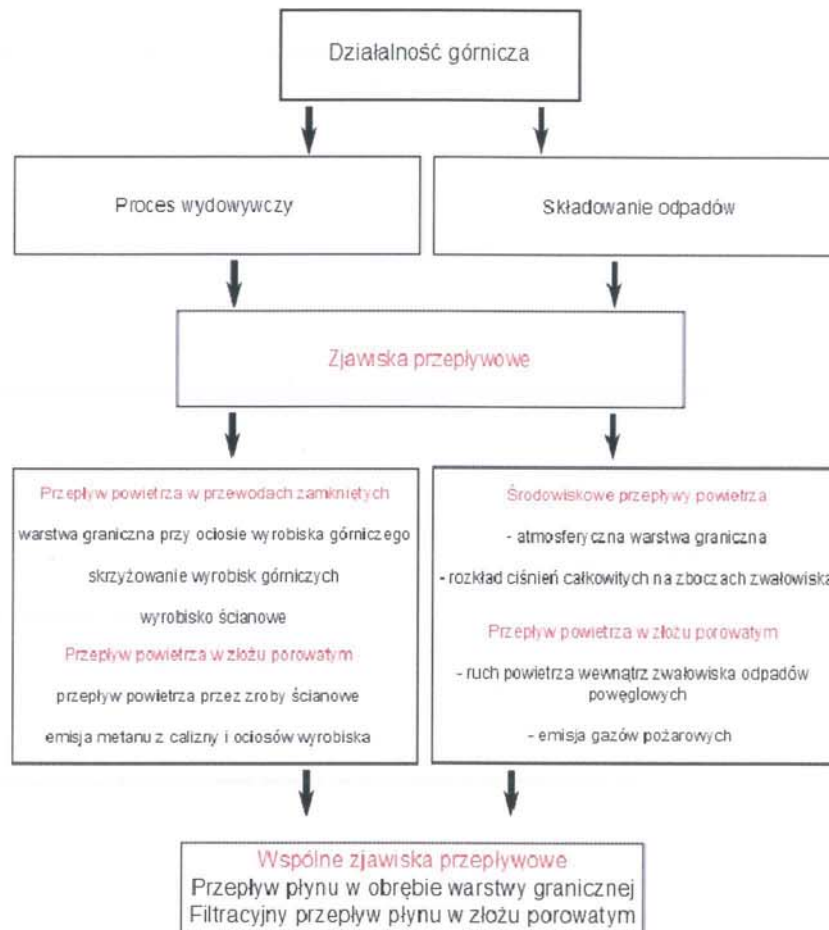 Działalność górnicza
Proces wydowywczy
Składowanie odpadów
Zjawiska przepływowe
Przepływ powietrza w przewodach zamkniętych
warstwa graniczna przy ociosie wyrobiska górniczego
skrzyżowanie wyrobisk górniczych
wyrobisko ścianowe
Przepływ powietrza w złożu porowatym
przepływ powietrza przez zroby ścianowe
emisja metanu z calizny i ociosów wyrobiska
Środowiskowe przepływy powietrza
- atmosferyczna warstwa graniczna
- rozkład ciśnień całkowitych na zboczach zwałowiska
Przepływ powietrza w złożu porowatym
- ruch powietrza wewnątrz zwałowiska odpadów
powęglowych
- emisja gazów pożarowych
Wspólne zjawiska przepływowe
Przepływ płynu w obrębie warstwy granicznej
Filtracyjny przepływ płynu w złożu porowatym